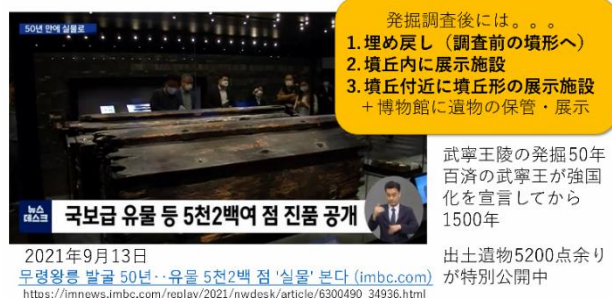 50년 만에 실물로
뉴스
데스크
국보급 유물 등 5천2백여 점 진품 공개
発掘調査後には。。。
1.埋め戻し（調査前の墳形へ）
2.墳丘内に展示施設
3.墳丘付近に墳丘形の展示施設
＋博物館に遺物の保管・展示
武寧王陵の発掘50年
百済の武寧王が強国
化を宣言してから
1500年
出土遺物5200点余り
が特別公開中
2021年9月13日
무령왕릉 발굴 50년‥유물 5천2백 점 '실물' 본다 (imbc.com)
https://imnews.imbc.com/replay/2021/nwdesk/article/6300490_34936.html